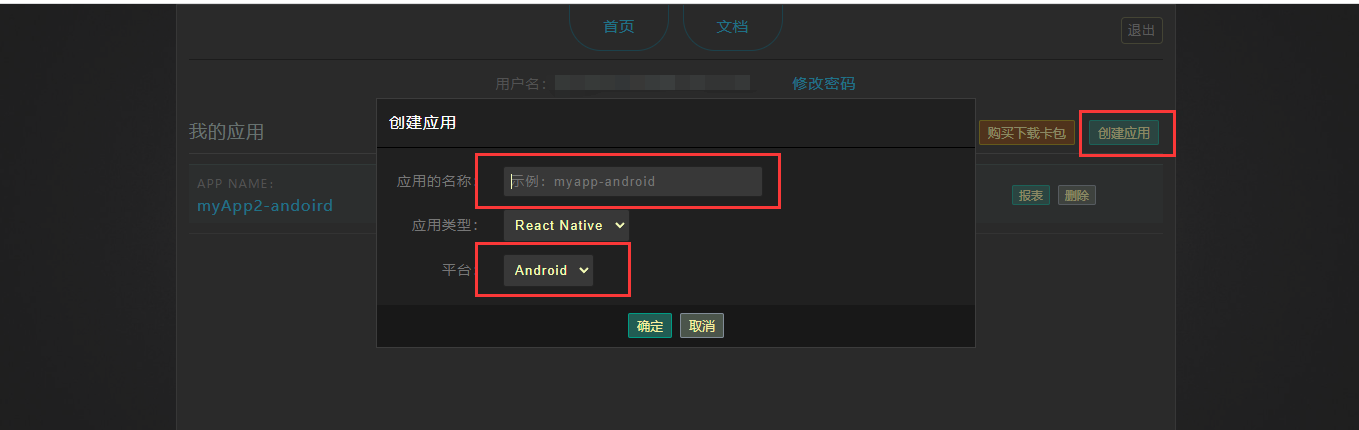 首页 文档 退出
用户名： 修改密码
创建应用
我的应用 购买下载卡包 创建应用
应用的名称 示例：myapp-android
APP NAME:
myApp2-andoird 报表 删除
应用类型： React Native
平台 Android
确定 取消